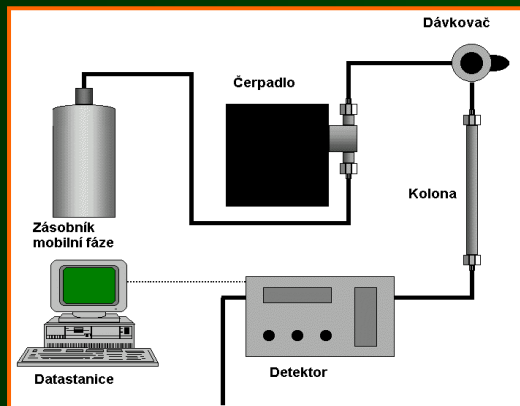 Dávkovač
Čerpadlo
Kolona
Zásobník
mobilní fáze
Datastanice
Detektor